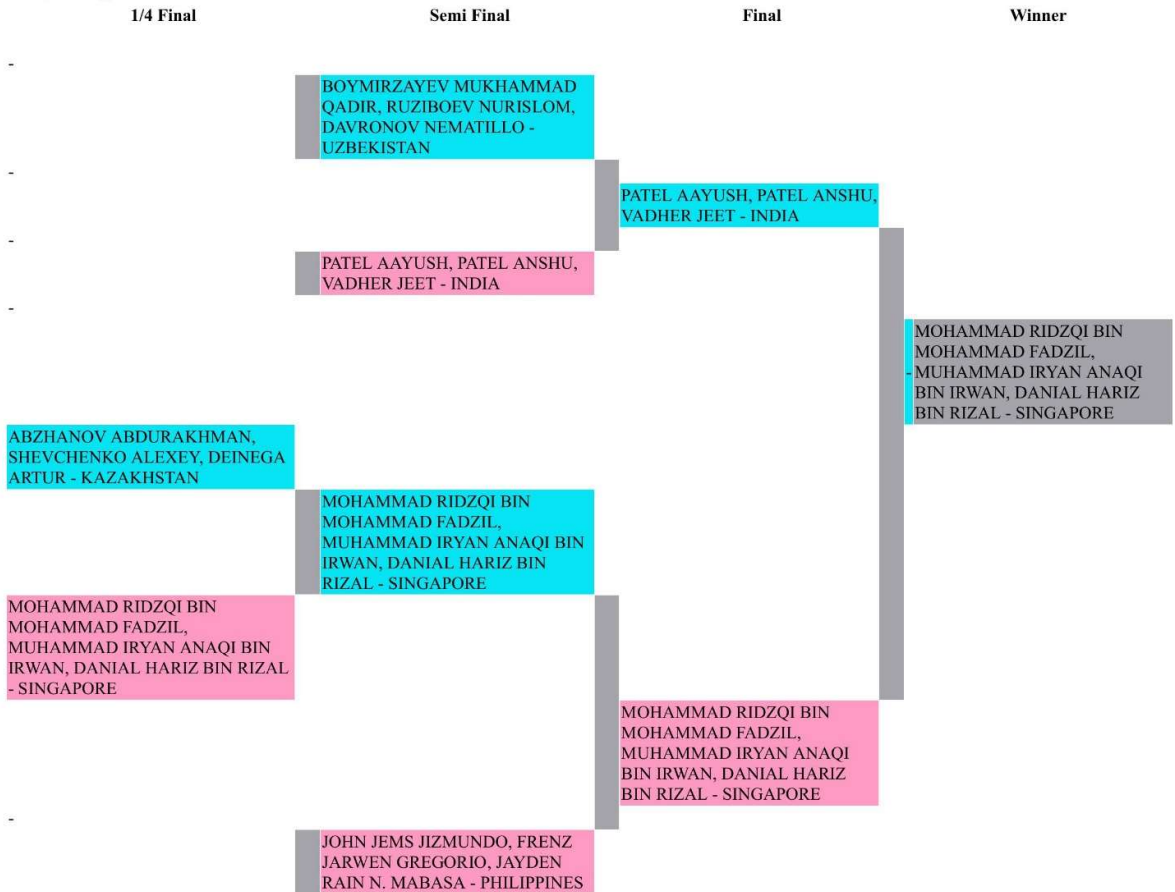 1/4 Final
Semi Final
Final
Winner
-
BOYMIRZAYEV MUKHAMMAD
QADIR, RUZIBOEV NURISLOM,
DAVRONOV NEMATILLO -
UZBEKISTAN
-
PATEL AAYUSH, PATEL ANSHU,
VADHER JEET - INDIA
-
PATEL AAYUSH, PATEL ANSHU,
VADHER JEET - INDIA
-
MOHAMMAD RIDZQI BIN
MOHAMMAD FADZIL,
- MUHAMMAD IRYAN ANAQI
BIN IRWAN, DANIAL HARIZ
BIN RIZAL - SINGAPORE
ABZHANOV ABDURAKHMAN,
SHEVCHENKO ALEXEY, DEINEGA
ARTUR - KAZAKHSTAN
MOHAMMAD RIDZQI BIN
MOHAMMAD FADZIL,
MUHAMMAD IRYAN ANAQI BIN
IRWAN, DANIAL HARIZ BIN
RIZAL - SINGAPORE
MOHAMMAD RIDZQI BIN
MOHAMMAD FADZIL,
MUHAMMAD IRYAN ANAQI BIN
IRWAN, DANIAL HARIZ BIN RIZAL
- SINGAPORE
MOHAMMAD RIDZQI BIN
MOHAMMAD FADZIL,
MUHAMMAD IRYAN ANAQI
BIN IRWAN, DANIAL HARIZ
BIN RIZAL - SINGAPORE
-
JOHN JEMS JIZMUNDO, FRENZ
JARWEN GREGORIO, JAYDEN
RAIN N. MABASA - PHILIPPINES